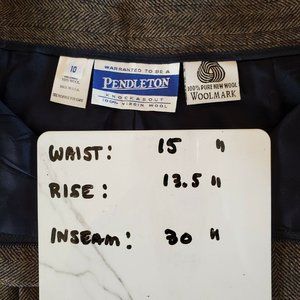 10
WARRANTED TO BE A
PENDLETON
KNOCKABOUT
100% VIRGIN WOOL
100% PURE NEW WOOL
WOOLMARK
WAIST: 15 "
RISE: 13.5 "
INSEAM: 30 "